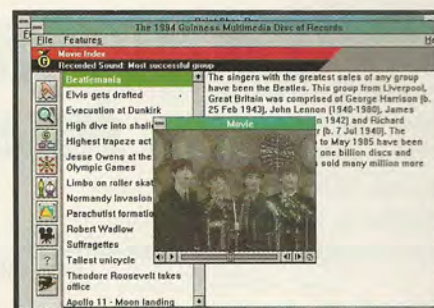 The 1994 Guinness Multimedia Disc of Records
File Features
Movie Index
Recorded Sound: Most successful group
Beatlemania
Elvis gets drafted
Evacuation at Dunkirk
High dive into shall
Highest trapeze act
Jesse Owens at the
Olympic Games
Limbo on roller skat
Normandy Invasion
Parachutist formatio
Robert Wadlow
Suffragettes
Tallest unicycle
Theodore Roosevelt takes
office
Apollo 11 - Moon landing
The singers with the greatest sales of any group
have been the Beatles. This group from Liverpool,
Great Britain was comprised of George Harrison [b.
25 Feb 1943], John Lennon [1940-1980], James
n 1942] and Richard
r [b. 7 Jul 1940]. The
to May 1985 have been
one billion discs and
sold many million more
Movie